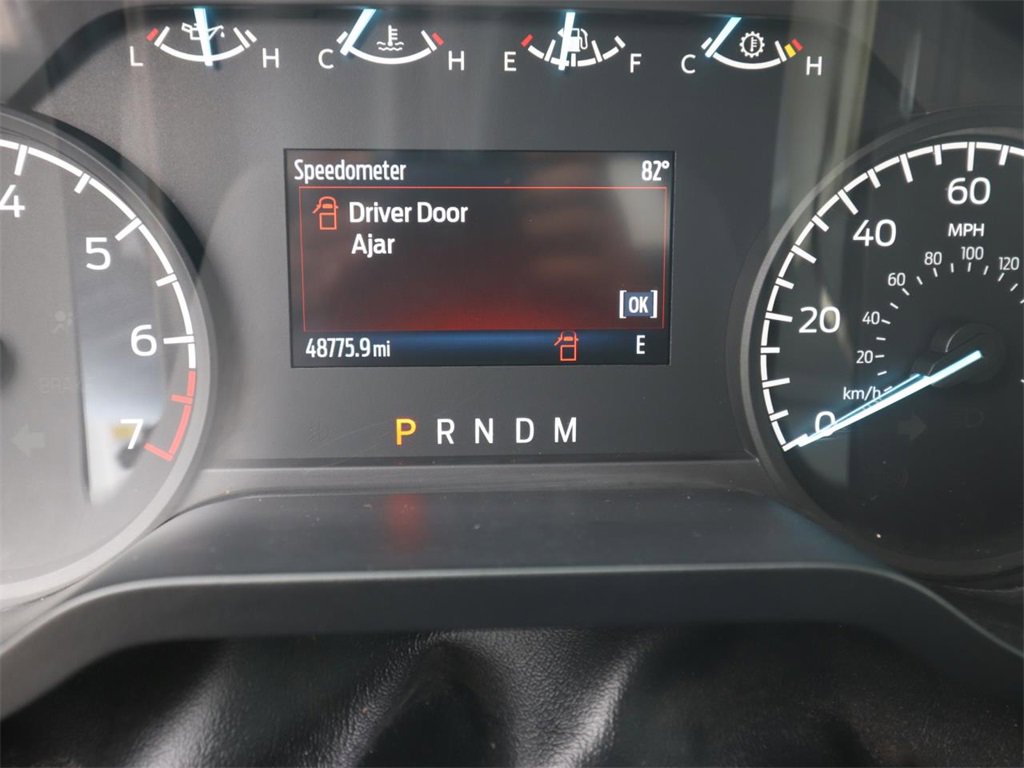 L H C H E F C H
Speedometer 82°
Driver Door
Ajar
[OK]
48775.9 mi E
P R N D M
4
5
6
7
60
MPH
40
20
0
120
100
80
60
40
20
km/h